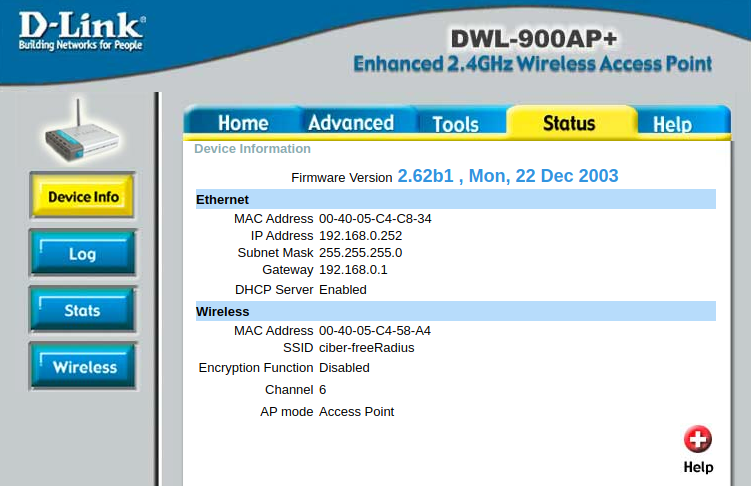 D-Link®
Building Networks for People
DWL-900AP+
Enhanced 2.4GHz Wireless Access Point
Home Advanced Tools Status Help
Device Information
Firmware Version 2.62b1 , Mon, 22 Dec 2003
Device Info
Log
Stats
Wireless
Ethernet
MAC Address 00-40-05-C4-C8-34
IP Address 192.168.0.252
Subnet Mask 255.255.255.0
Gateway 192.168.0.1
DHCP Server Enabled
Wireless
MAC Address 00-40-05-C4-58-A4
SSID ciber-freeRadius
Encryption Function Disabled
Channel 6
AP mode Access Point
Help